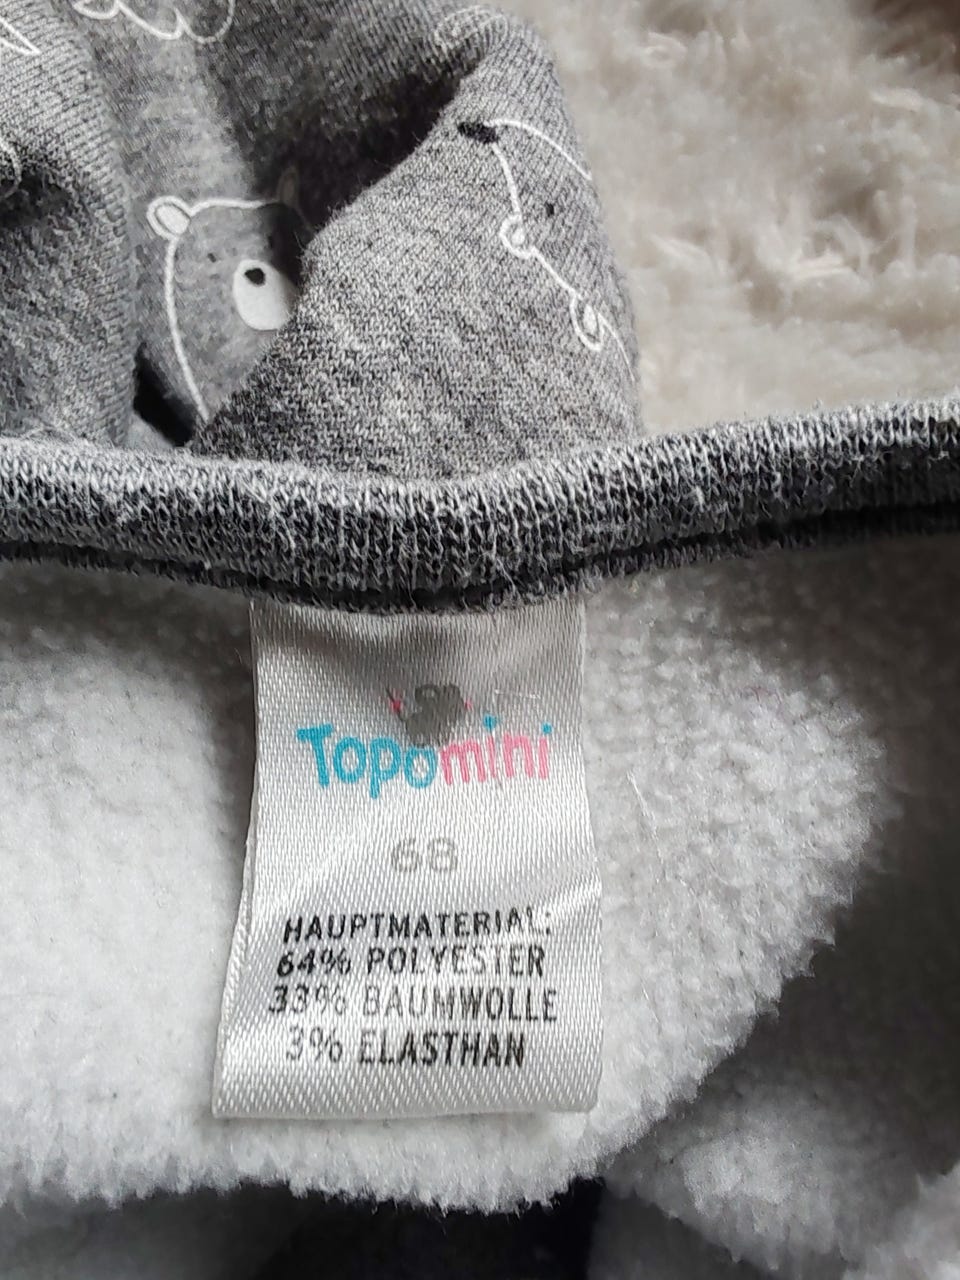 Topomini
68
HAUPTMATERIAL:
64% POLYESTER
33% BAUMWOLLE
3% ELASTHAN